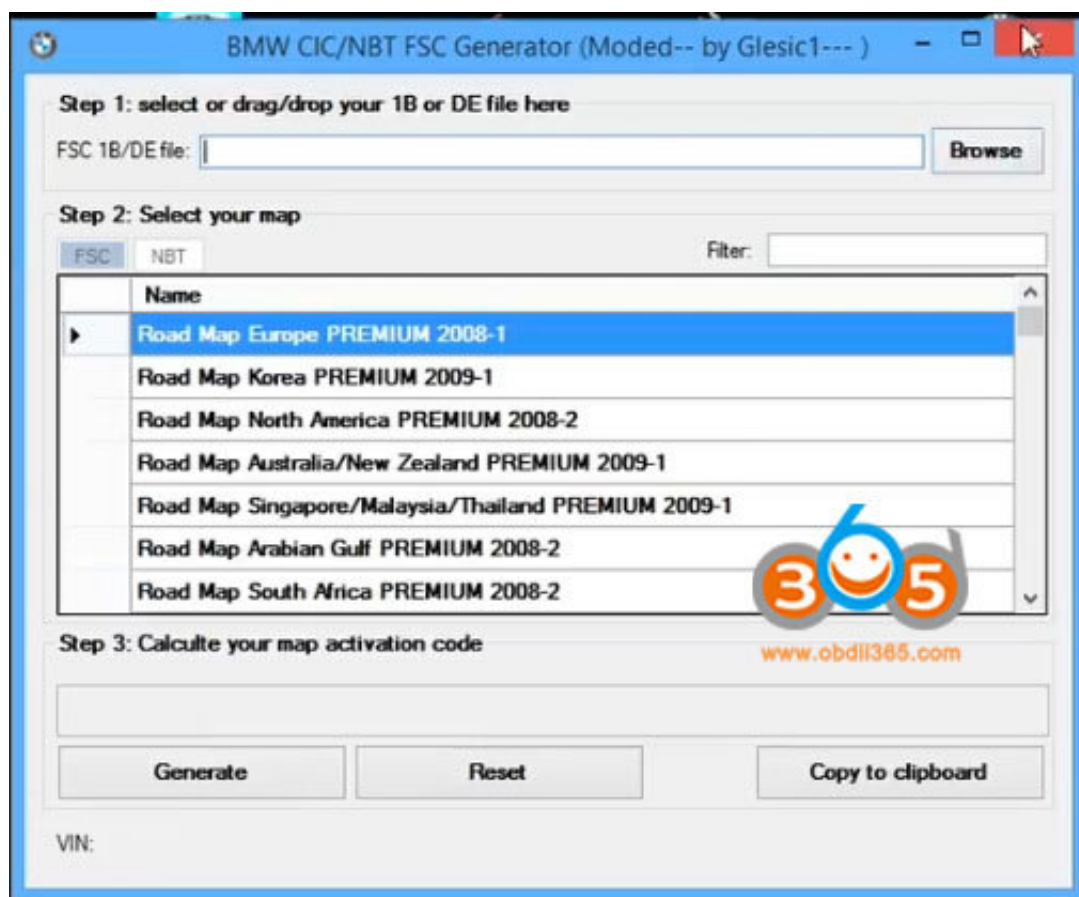 BMW CIC/NBT FSC Generator (Moded-- by Glesic1--- )
Step 1: select or drag/drop your 1B or DE file here
FSC 1B/DE file:
Browse
Step 2: Select your map
FSC NBT Filter:
Name
Road Map Europe PREMIUM 2008-1
Road Map Korea PREMIUM 2009-1
Road Map North America PREMIUM 2008-2
Road Map Australia/New Zealand PREMIUM 2009-1
Road Map Singapore/Malaysia/Thailand PREMIUM 2009-1
Road Map Arabian Gulf PREMIUM 2008-2
Road Map South Africa PREMIUM 2008-2
365d
www.obdii365.com
Step 3: Calculte your map activation code
Generate Reset Copy to clipboard
VIN: